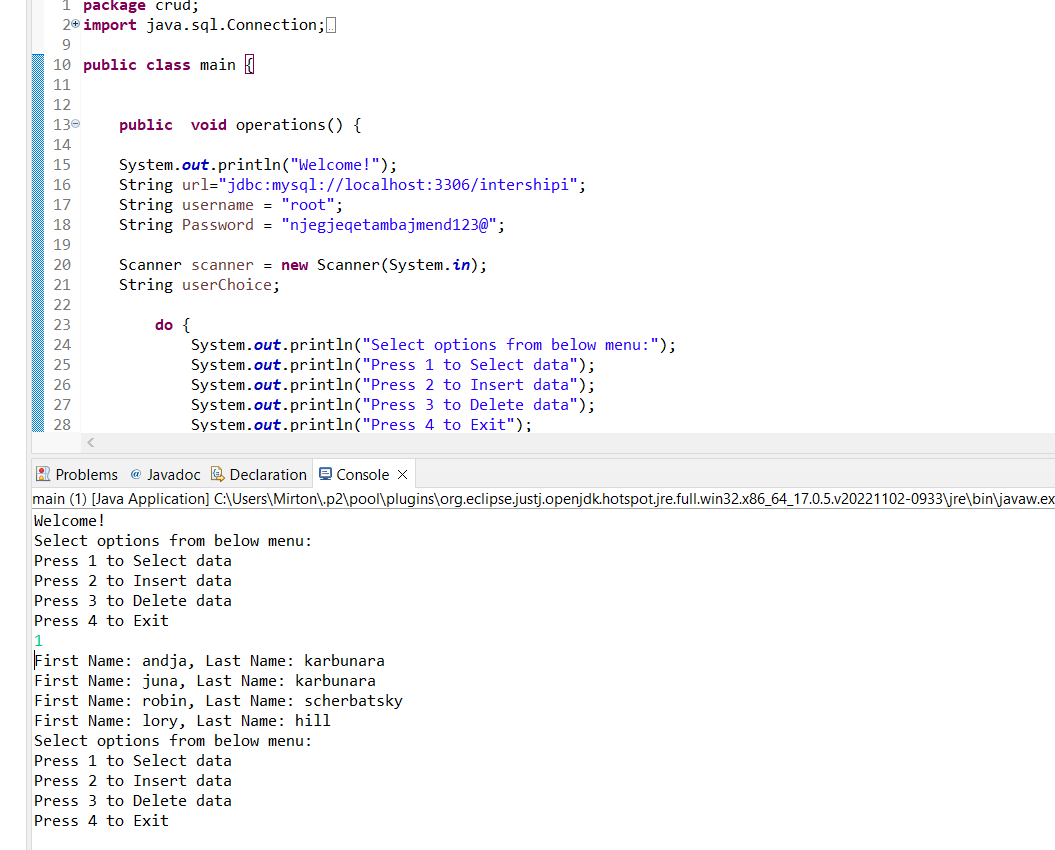 1 package crud;
2 import java.sql.Connection;
9
10 public class main {
11
12
13 public  void operations() {
14
15 System.out.println("Welcome!");
16 String url="jdbc:mysql://localhost:3306/intershipi";
17 String username = "root";
18 String Password = "njegjeqetambajmend123@";
19
20 Scanner scanner = new Scanner(System.in);
21 String userChoice;
22
23 do {
24 System.out.println("Select options from below menu:");
25 System.out.println("Press 1 to Select data");
26 System.out.println("Press 2 to Insert data");
27 System.out.println("Press 3 to Delete data");
28 System.out.println("Press 4 to Exit");
Problems @ Javadoc Declaration Console
main (1) [Java Application] C:\Users\Mirton\.p2\pool\plugins\org.eclipse.justj.openjdk.hotspot.jre.full.win32.x86_64_17.0.5.v20221102-0933\jre\bin\javaw.ex
Welcome!
Select options from below menu:
Press 1 to Select data
Press 2 to Insert data
Press 3 to Delete data
Press 4 to Exit
1
First Name: andja, Last Name: karbunara
First Name: juna, Last Name: karbunara
First Name: robin, Last Name: scherbatsky
First Name: lory, Last Name: hill
Select options from below menu:
Press 1 to Select data
Press 2 to Insert data
Press 3 to Delete data
Press 4 to Exit